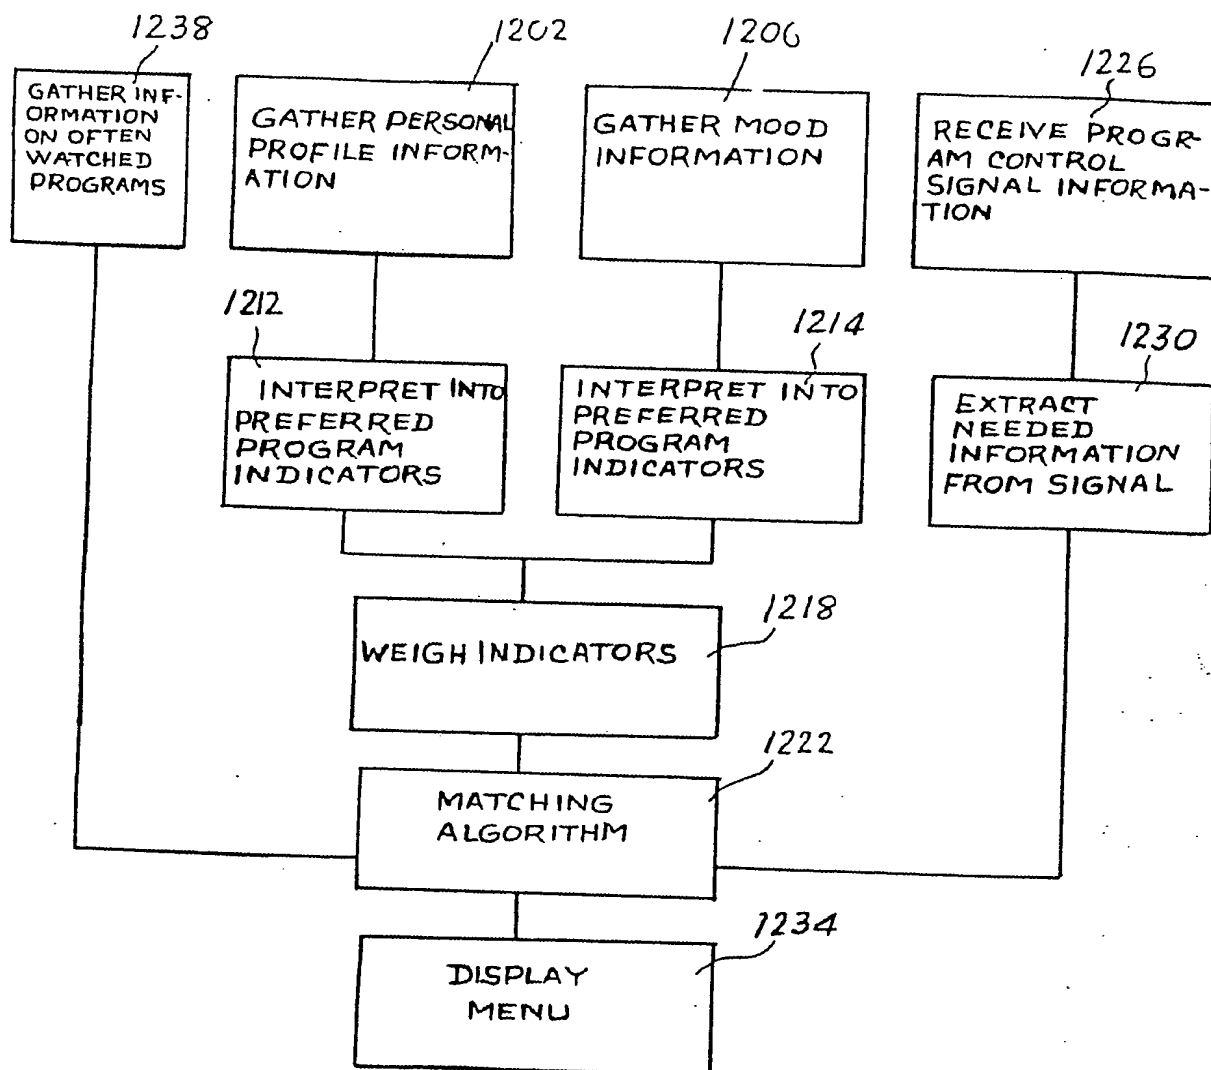 1238
1202
1206
1226
GATHER INF-
ORMATION
ON OFTEN
WATCHED
PROGRAMS
GATHER PERSONAL
PROFILE INFORM-
ATION
GATHER MOOD
INFORMATION
RECEIVE PROGR-
AM CONTROL
SIGNAL INFORMA-
TION
1212
1214
1230
INTERPRET INTO
PREFERRED
PROGRAM
INDICATORS
INTERPRET INTO
PREFERRED
PROGRAM
INDICATORS
EXTRACT
NEEDED
INFORMATION
FROM SIGNAL
1218
WEIGH INDICATORS
1222
MATCHING
ALGORITHM
1234
DISPLAY
MENU